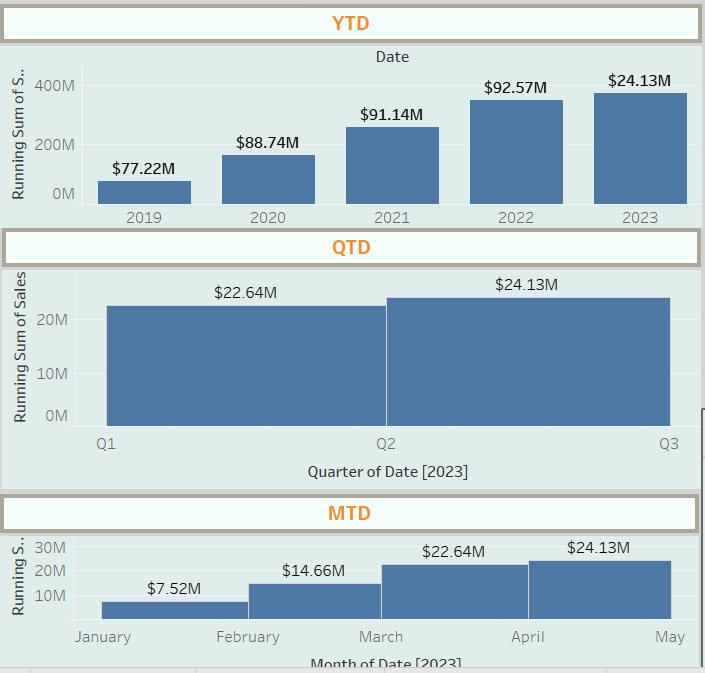 YTD
Date
Running Sum of S..
400M
200M
0M
$77.22M
$88.74M
$91.14M
$92.57M
$24.13M
2019
2020
2021
2022
2023
QTD
Running Sum of Sales
20M
10M
0M
$22.64M
$24.13M
Q1
Q2
Q3
Quarter of Date [2023]
MTD
Running S..
30M
20M
10M
$7.52M
$14.66M
$22.64M
$24.13M
January
February
March
April
May
Month of Date [2023]